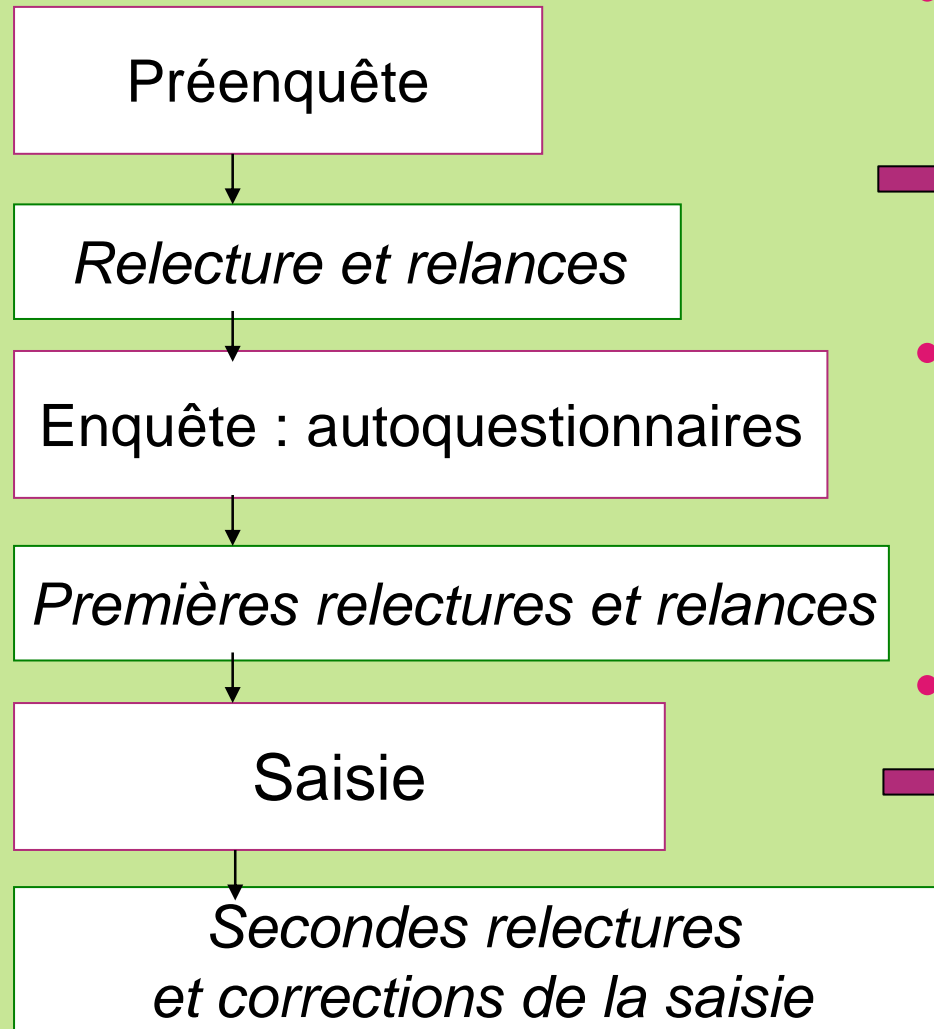 Préenquête
Relecture et relances
Enquête : autoquestionnaires
Premières relectures et relances
Saisie
Secondes relectures
et corrections de la saisie